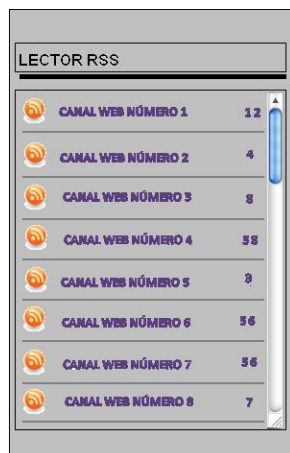 LECTOR RSS
CANAL WEB NÚMERO 1 12
CANAL WEB NÚMERO 2 4
CANAL WEB NÚMERO 3 8
CANAL WEB NÚMERO 4 58
CANAL WEB NÚMERO 5 3
CANAL WEB NÚMERO 6 56
CANAL WEB NÚMERO 7 56
CANAL WEB NÚMERO 8 7